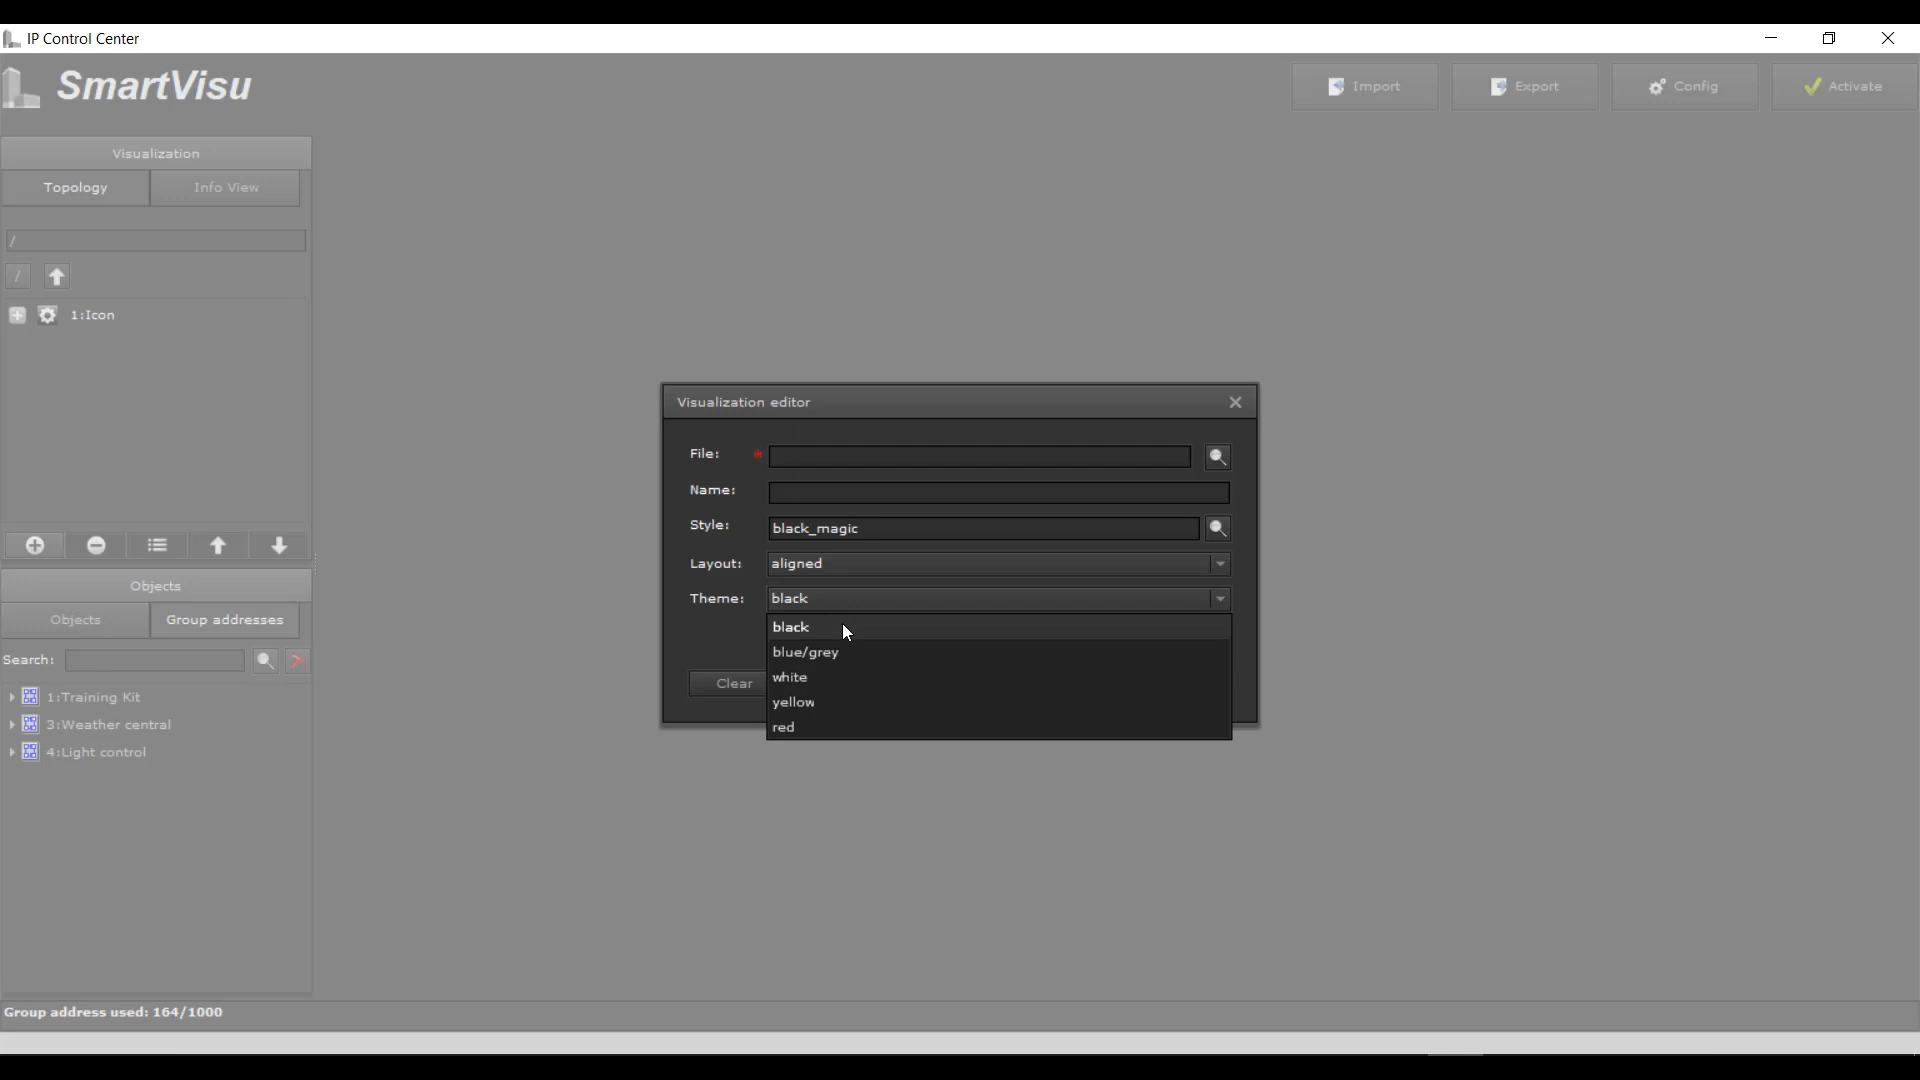 IP Control Center
SmartVisu
Import
Export
Config
Activate
Visualization
Topology
Info View
/
/
1:Icon
Objects
Objects
Group addresses
Search:
1:Training Kit
3:Weather central
4:Light control
Visualization editor
File: *
Name:
Style: black_magic
Layout: aligned
Theme: black
black
blue/grey
white
yellow
red
Clear
Group address used: 164/1000